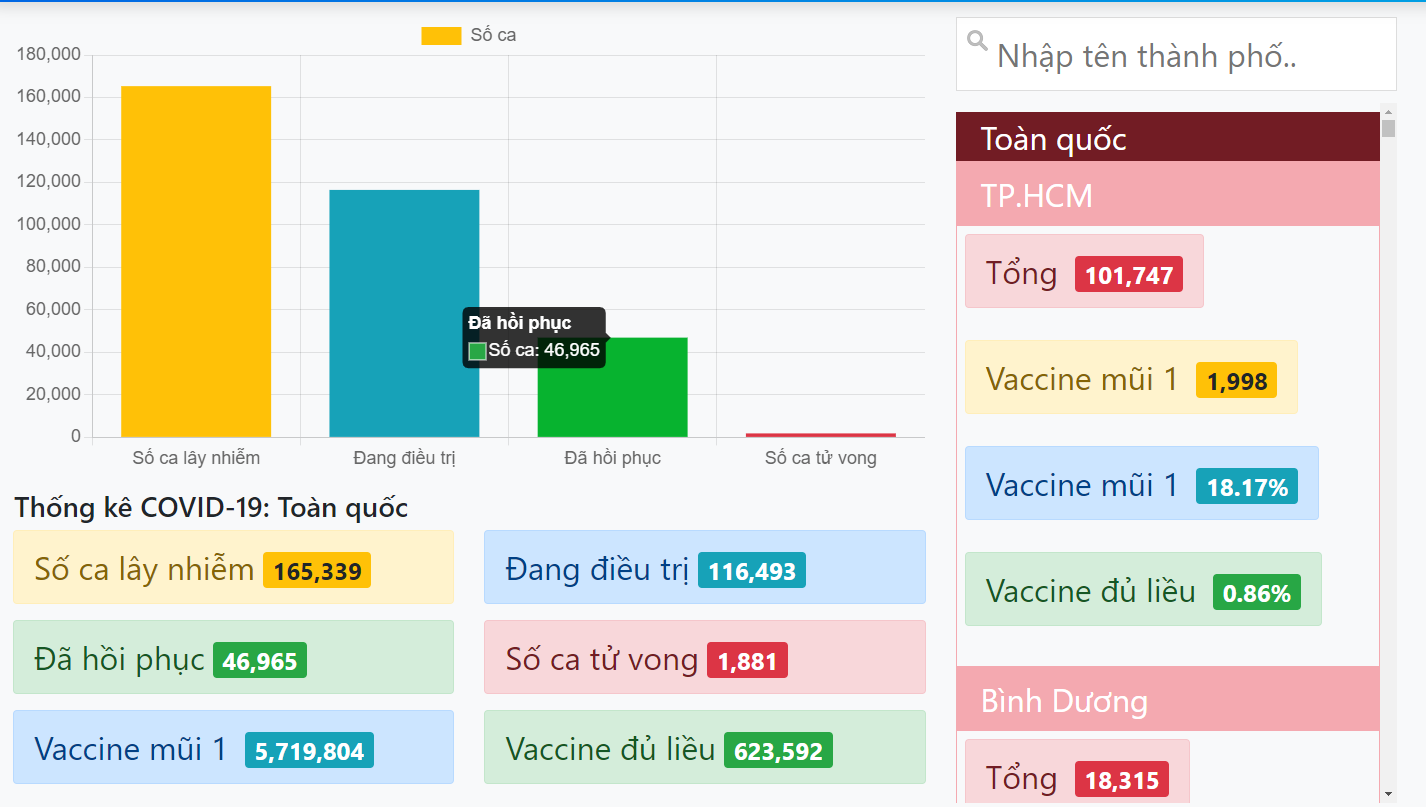 Số ca
180,000
160,000
140,000
120,000
100,000
80,000
60,000
40,000
20,000
0
Đã hồi phục
Số ca: 46,965
Số ca lây nhiễm
Đang điều trị
Đã hồi phục
Số ca tử vong
Thống kê COVID-19: Toàn quốc
Số ca lây nhiễm 165,339
Đang điều trị 116,493
Đã hồi phục 46,965
Số ca tử vong 1,881
Vaccine mũi 1 5,719,804
Vaccine đủ liều 623,592
Nhập tên thành phố..
Toàn quốc
TP.HCM
Tổng 101,747
Vaccine mũi 1 1,998
Vaccine mũi 1 18.17%
Vaccine đủ liều 0.86%
Bình Dương
Tổng 18,315